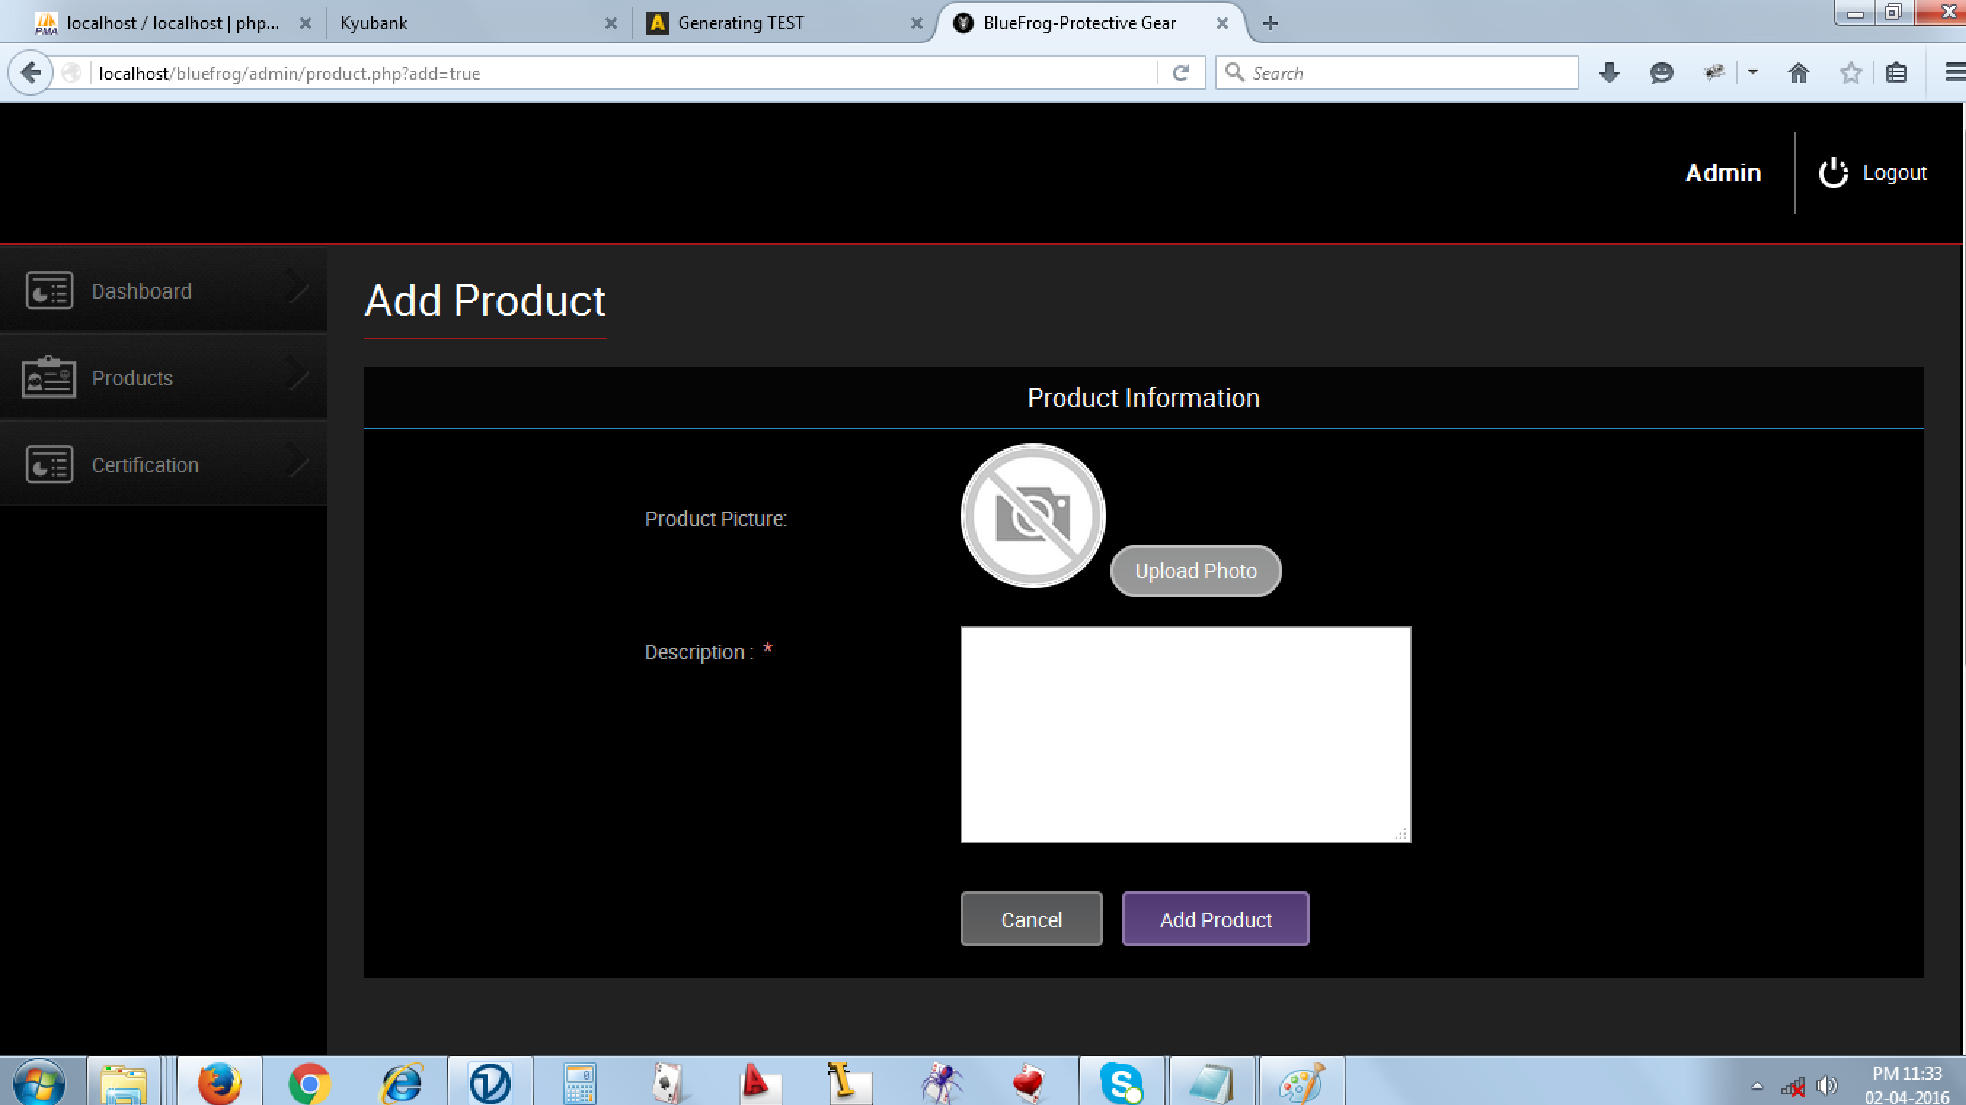 localhost / localhost | php...
Kyubank
Generating TEST
BlueFrog-Protective Gear
localhost/bluefrog/admin/product.php?add=true
Search
Admin
Logout
Dashboard
Products
Certification
Add Product
Product Information
Product Picture:
Upload Photo
Description : *
Cancel
Add Product
PM 11:33
02-04-2016